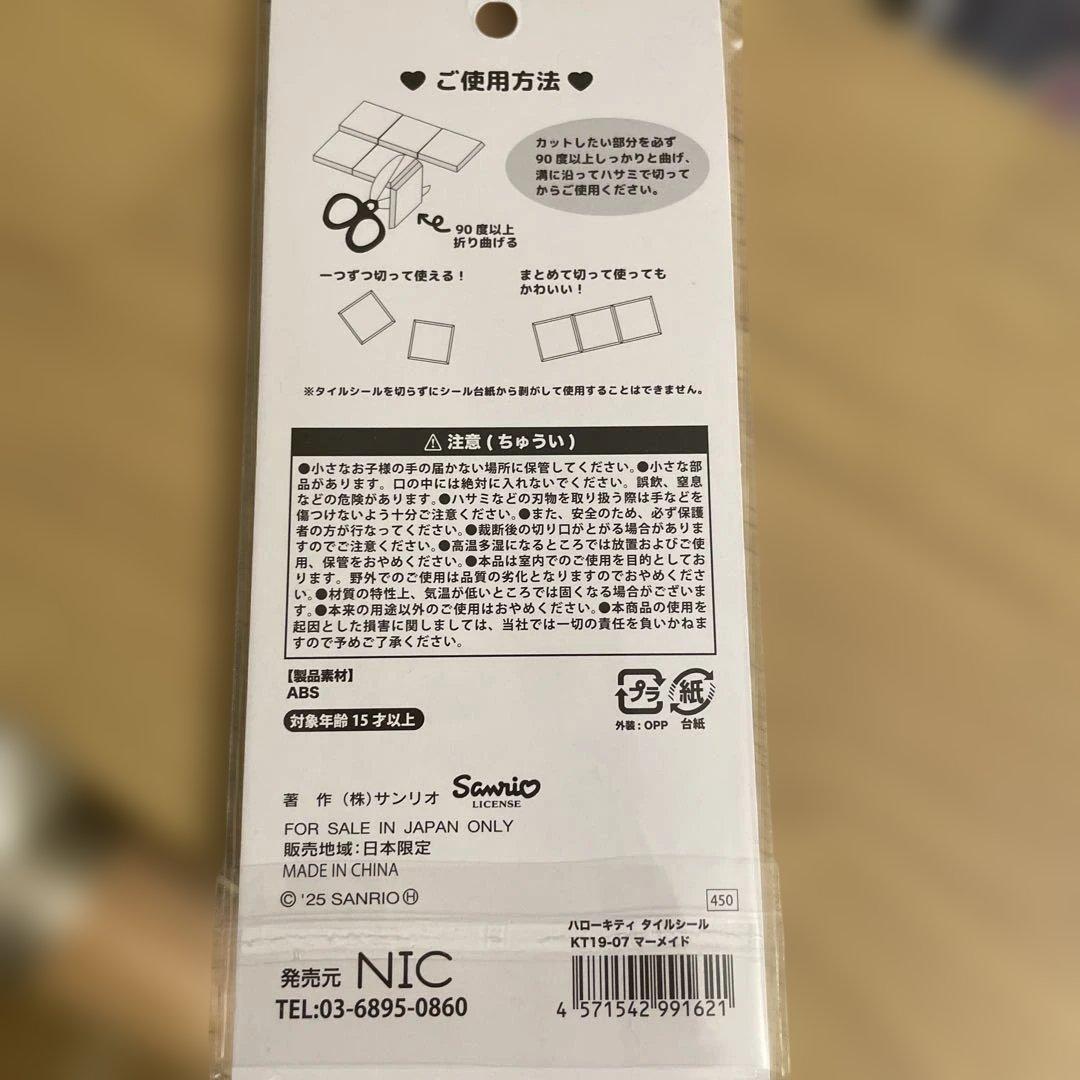 ♥ ご使用方法 ♥
カットしたい部分を必ず
90度以上しっかりと曲げ、
溝に沿ってハサミで切って
からご使用ください。
90度以上
折り曲げる
一つずつ切って使える！
まとめて切って使っても
かわいい！
※タイルシールを切らずにシール台紙から剥がして使用することはできません。
⚠ 注意(ちゅうい)
●小さなお子様の手の届かない場所に保管してください。●小さな部
品があります。口の中には絶対に入れないでください。誤飲、窒息
などの危険があります。●ハサミなどの刃物を取り扱う際は手などを
傷つけないよう十分ご注意ください。●また、安全のため、必ず保護
者の方が行なってください。●裁断後の切り口がとがる場合がありま
すのでご注意ください。●高温多湿になるところでは放置およびご使
用、保管をおやめください。●本品は室内でのご使用を目的としてお
ります。野外でのご使用は品質の劣化となりますのでおやめくださ
い。●材質の特性上、気温が低いところでは固くなる場合がございま
す。●本来の用途以外のご使用はおやめください。●本商品の使用を
起因とした損害に関しましては、当社では一切の責任を負いかねま
すので予めご了承ください。
【製品素材】
ABS
対象年齢15才以上
プラ
紙
外装：OPP
台紙
著 作 (株)サンリオ
Sanrio
LICENSE
FOR SALE IN JAPAN ONLY
販売地域:日本限定
MADE IN CHINA
© '25 SANRIO Ⓗ
450
ハローキティ タイルシール
KT19-07 マーメイド
発売元 NIC
TEL:03-6895-0860
4 571542 991621